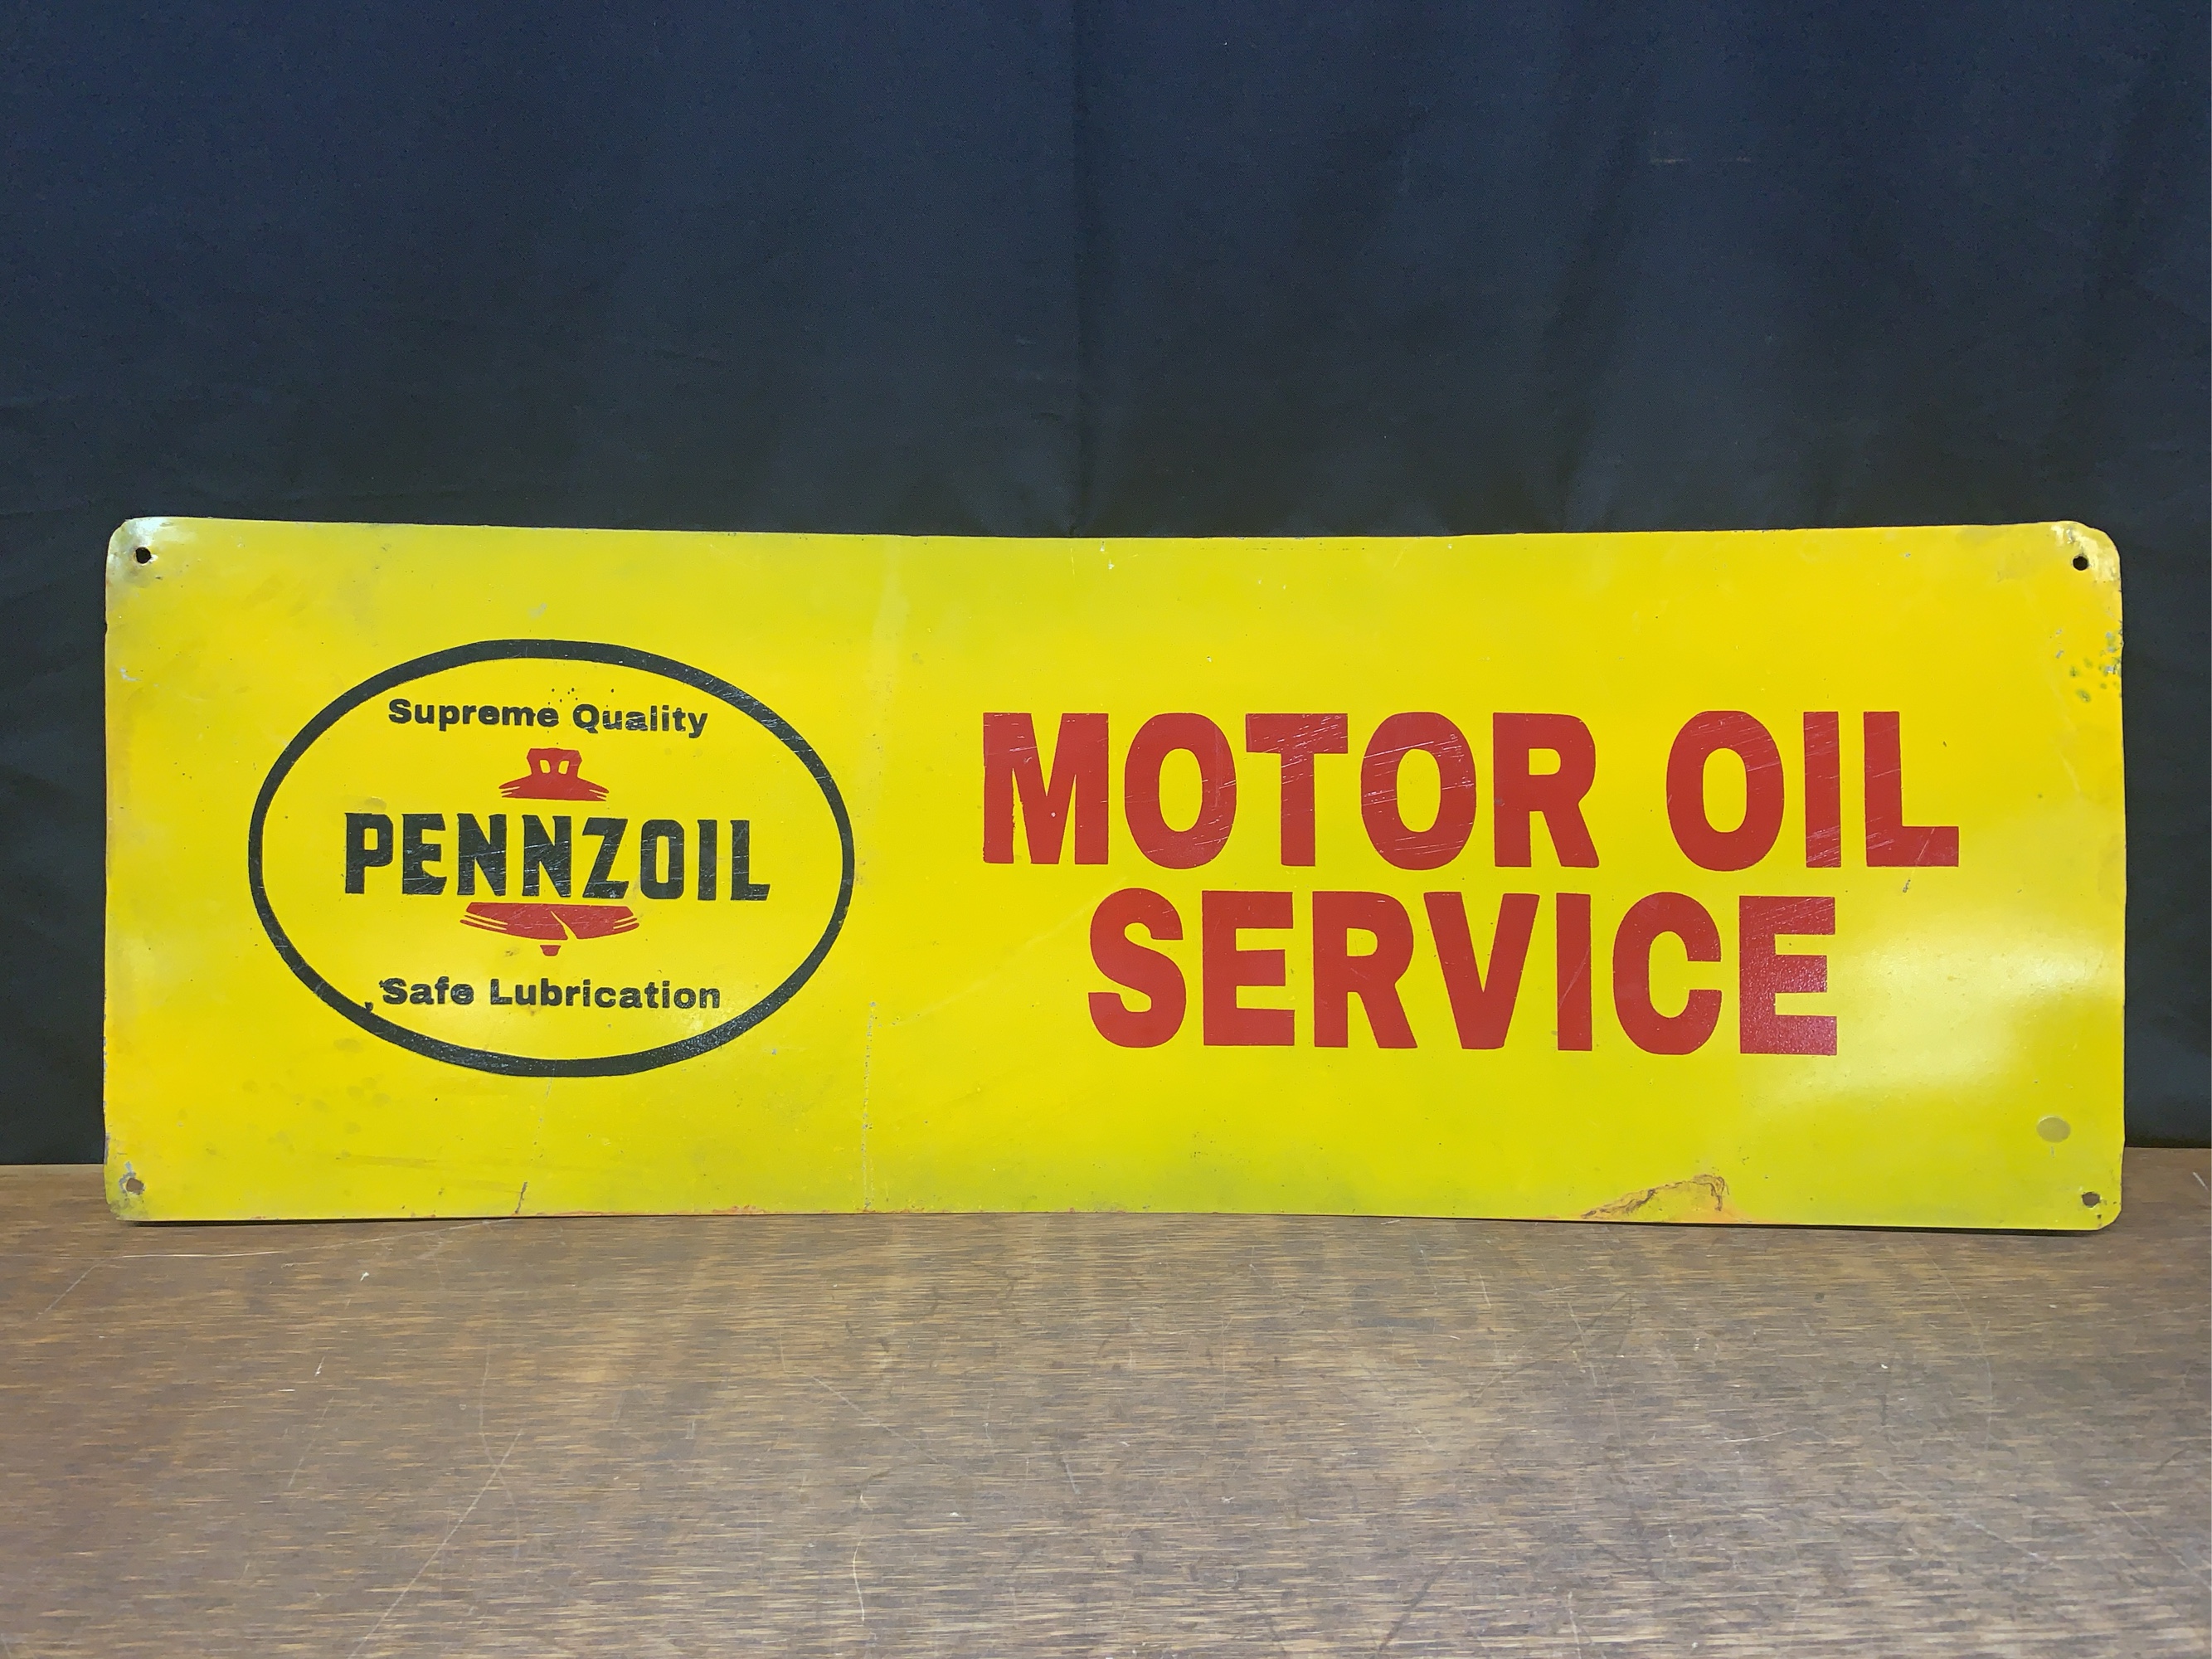 Supreme Quality
PENNZOIL
Safe Lubrication
MOTOR OIL
SERVICE